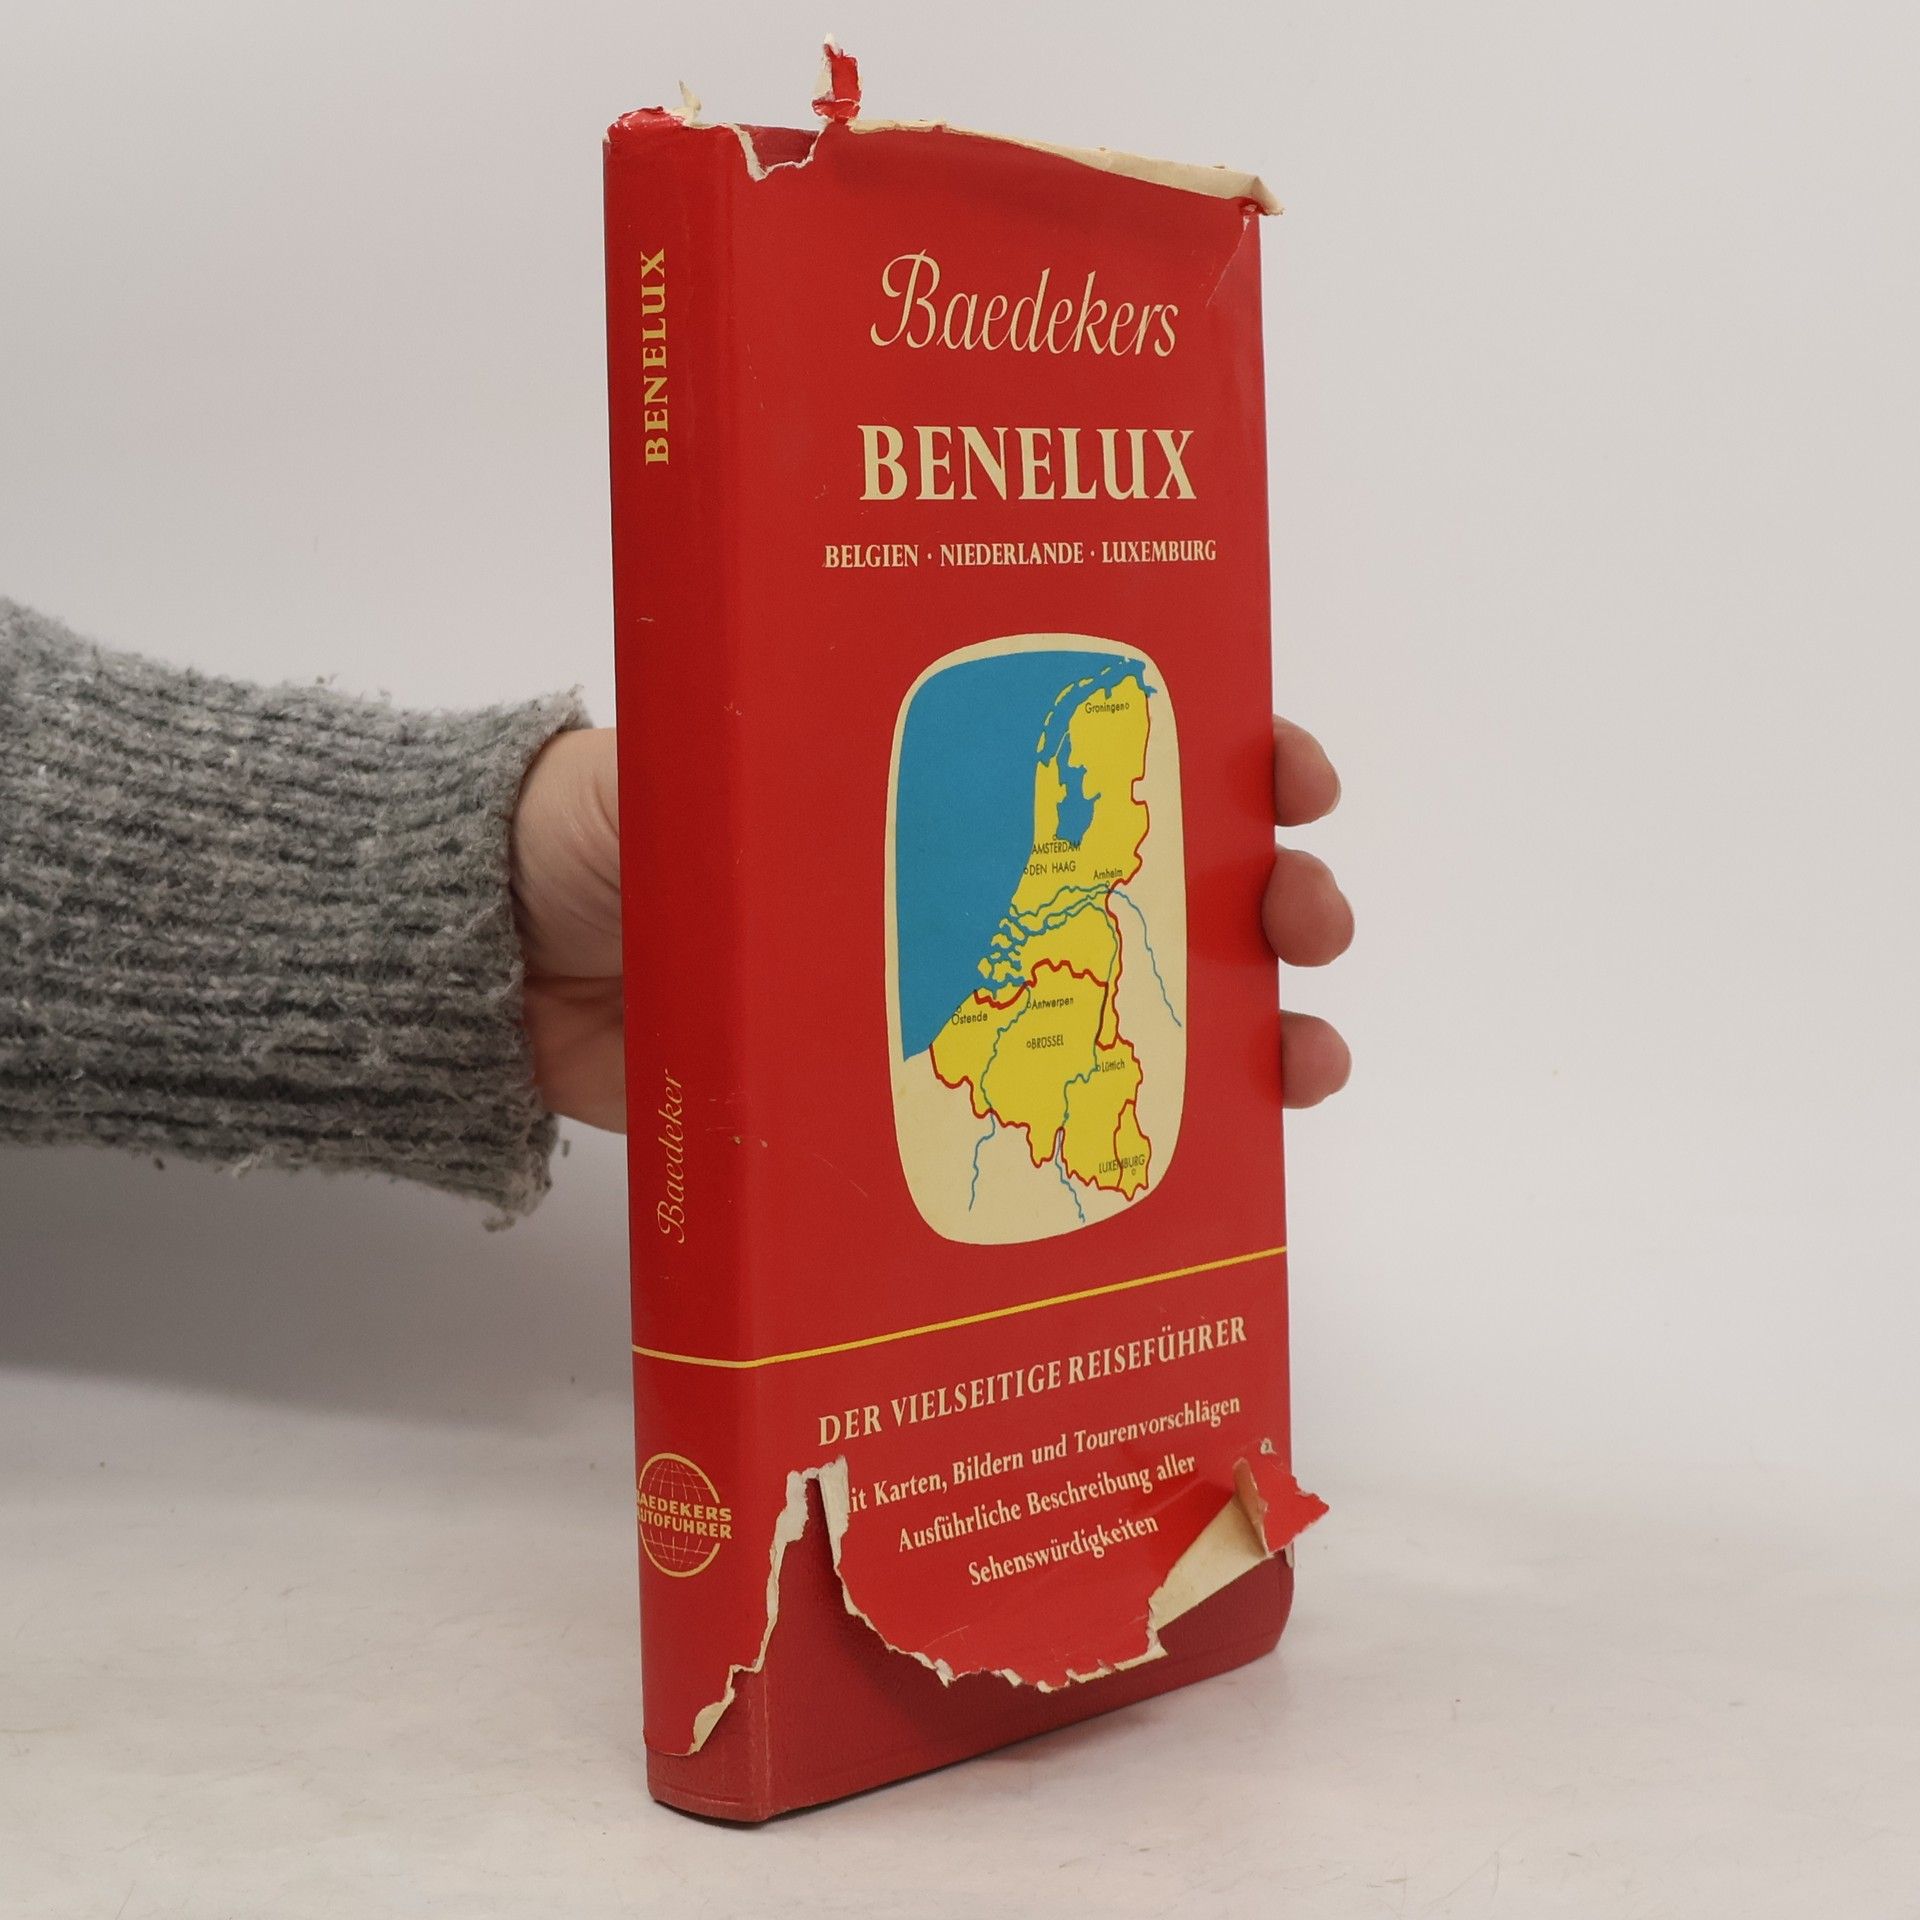 BENELUX
Baedeker
BAEDEKERS
AUTOFÜHRER
Baedekers
BENELUX
BELGIEN · NIEDERLANDE · LUXEMBURG
Groningen
AMSTERDAM
DEN HAAG
Arnheim
Antwerpen
Ostende
BRÜSSEL
Lüttich
LUXEMBURG
DER VIELSEITIGE REISEFÜHRER
it Karten, Bildern und Tourenvorschlägen
Ausführliche Beschreibung aller
Sehenswürdigkeiten